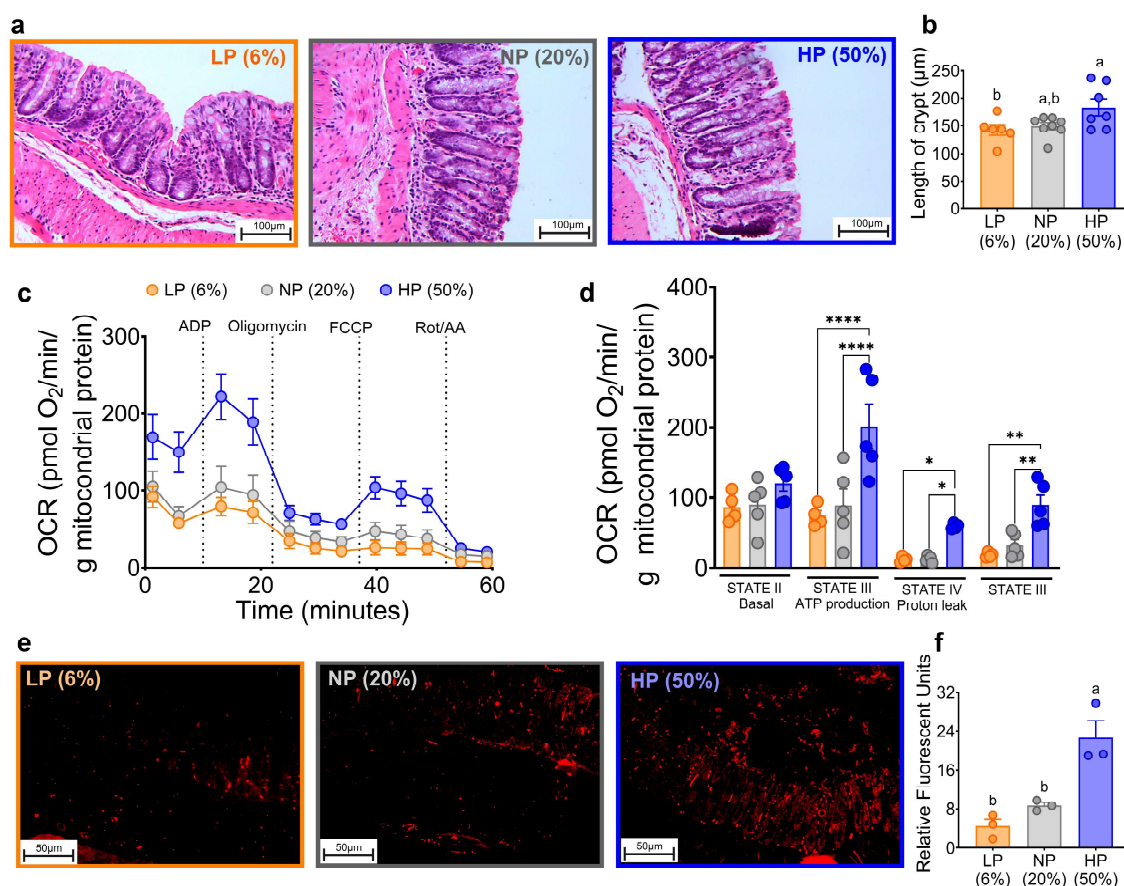 a
LP (6%)
NP (20%)
HP (50%)
100µm
100µm
100µm
b
Length of crypt (µm)
250
200
150
100
50
0
b
a,b
a
LP
(6%)
NP
(20%)
HP
(50%)
c
LP (6%)
NP (20%)
HP (50%)
ADP
Oligomycin
FCCP
Rot/AA
OCR (pmol O2/min/
g mitocondrial protein)
300
200
100
0
0
20
40
60
Time (minutes)
d
OCR (pmol O2/min/
g mitocondrial protein)
400
300
200
100
0
****
****
*
*
**
**
STATE II
Basal
STATE III
ATP production
STATE IV
Proton leak
STATE III
e
LP (6%)
NP (20%)
HP (50%)
50µm
50µm
50µm
f
Relative Fluorescent Units
32
24
16
8
0
b
b
a
LP
(6%)
NP
(20%)
HP
(50%)